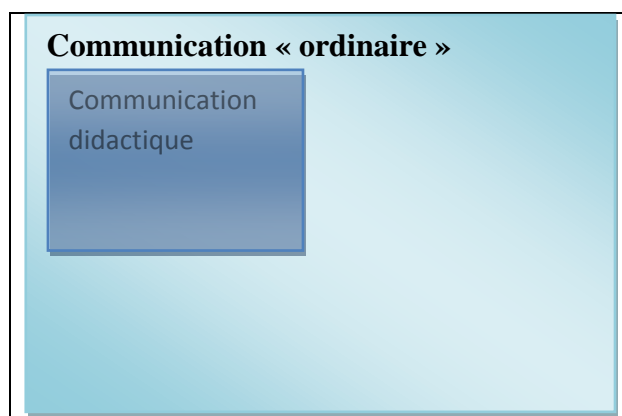 Communication « ordinaire »
Communication
didactique